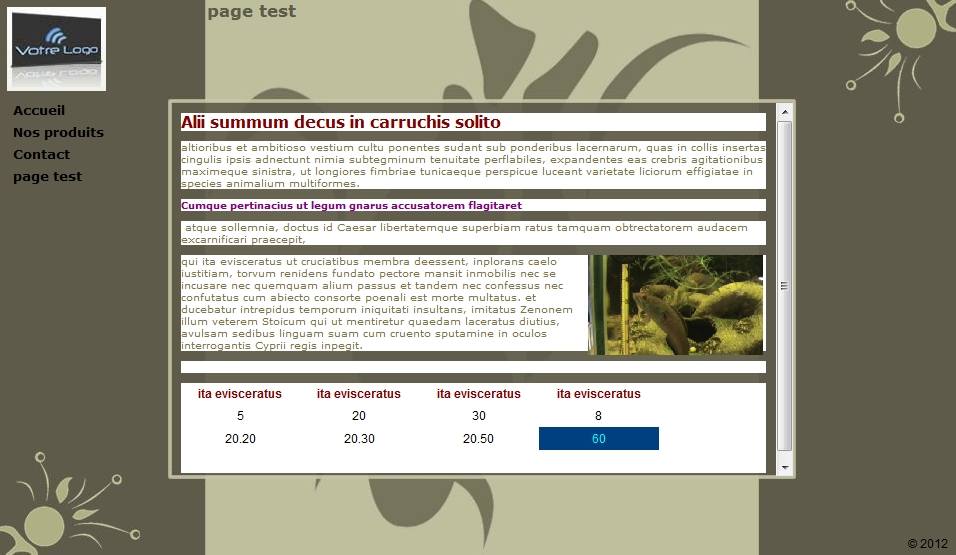 page test
Votre Logo
Accueil
Nos produits
Contact
page test
Alii summum decus in carruchis solito
altioribus et ambitioso vestium cultu ponentes sudant sub ponderibus lacernarum, quas in collis insertas
cingulis ipsis adnectunt nimia subtegminum tenuitate perflabiles, expandentes eas crebris agitationibus
maximeque sinistra, ut longiores fimbriae tunicaeque perspicue luceant varietate liciorum effigiatae in
species animalium multiformes.
Cumque pertinacius ut legum gnarus accusatorem flagitaret
atque sollemnia, doctus id Caesar libertatemque superbiam ratus tamquam obtrectatorem audacem
excarnificari praecepit,
qui ita evisceratus ut cruciatibus membra deessent, inplorans caelo
iustitiam, torvum renidens fundato pectore mansit inmobilis nec se
incusare nec quemquam alium passus et tandem nec confessus nec
confutatus cum abiecto consorte poenali est morte multatus. et
ducebatur intrepidus temporum iniquitati insultans, imitatus Zenonem
illum veterem Stoicum qui ut mentiretur quaedam laceratus diutius,
avulsam sedibus linguam suam cum cruento sputamine in oculos
interrogantis Cyprii regis inpegit.
ita evisceratus ita evisceratus ita evisceratus ita evisceratus
5 20 30 8
20.20 20.30 20.50 60
© 2012